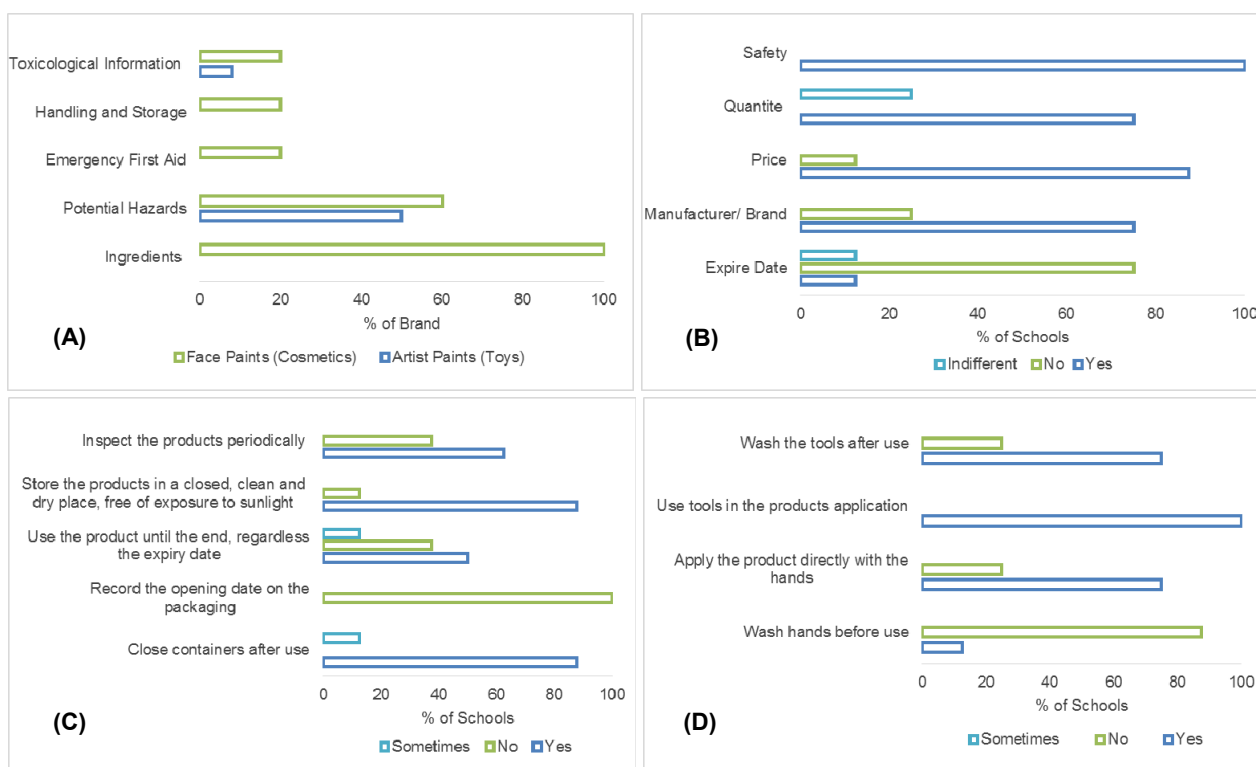 Toxicological Information
Handling and Storage
Emergency First Aid
Potential Hazards
Ingredients
0 20 40 60 80 100
% of Brand
(A)
Face Paints (Cosmetics) Artist Paints (Toys)
Safety
Quantite
Price
Manufacturer/ Brand
Expire Date
0 20 40 60 80 100
% of Schools
(B)
Indifferent No Yes
Inspect the products periodically
Store the products in a closed, clean and
dry place, free of exposure to sunlight
Use the product until the end, regardless
the expiry date
Record the opening date on the
packaging
Close containers after use
0 20 40 60 80 100
% of Schools
(C)
Sometimes No Yes
Wash the tools after use
Use tools in the products application
Apply the product directly with the
hands
Wash hands before use
0 20 40 60 80 100
% of Schools
(D)
Sometimes No Yes